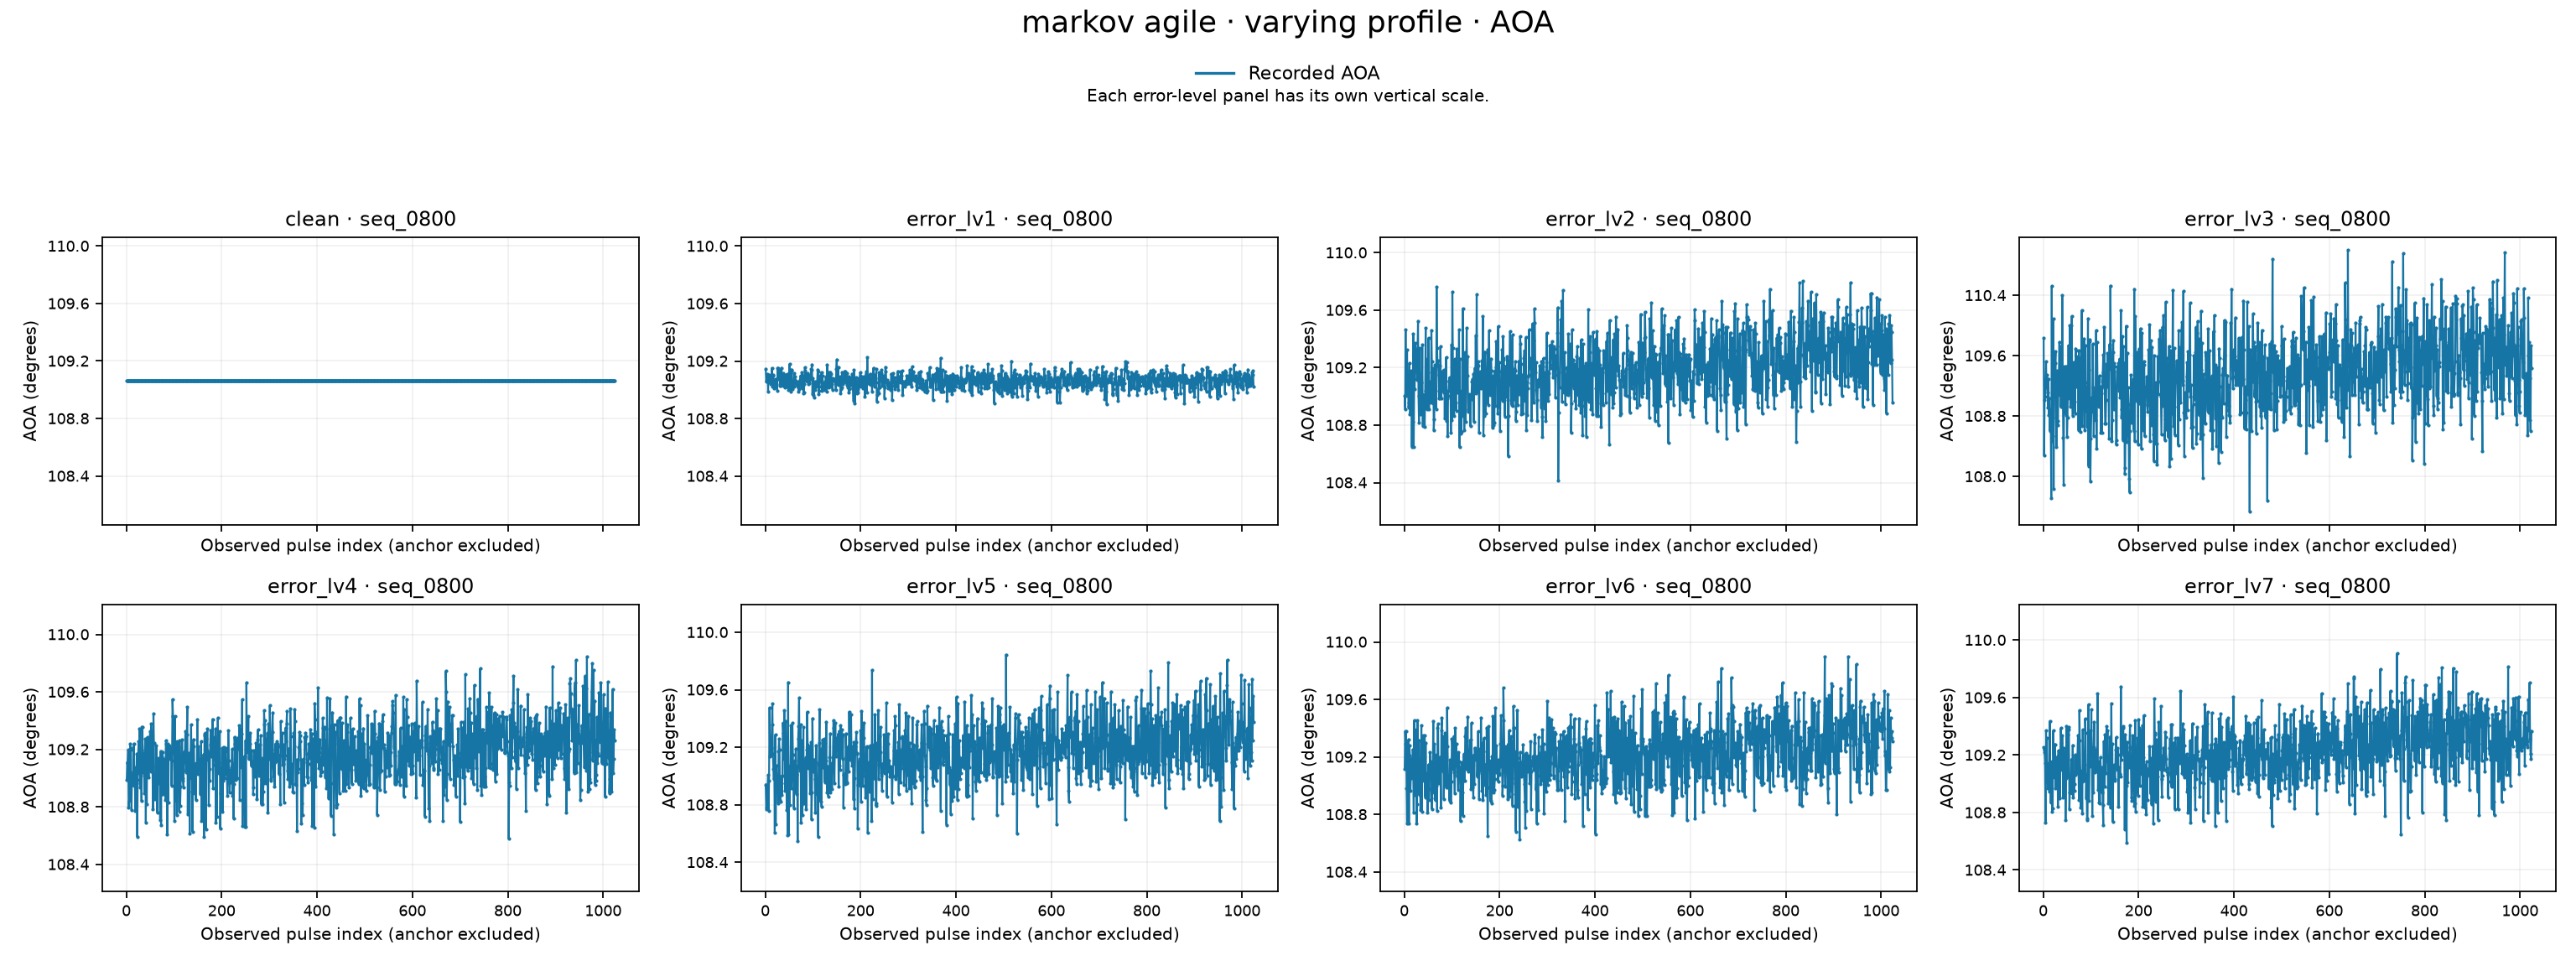 markov agile · varying profile · AOA
Recorded AOA
Each error-level panel has its own vertical scale.
clean · seq_0800
error_lv1 · seq_0800
error_lv2 · seq_0800
error_lv3 · seq_0800
AOA (degrees)
110.0
109.6
109.2
108.8
108.4
AOA (degrees)
110.0
109.6
109.2
108.8
108.4
AOA (degrees)
110.0
109.6
109.2
108.8
108.4
AOA (degrees)
110.4
109.6
108.8
108.0
Observed pulse index (anchor excluded)
Observed pulse index (anchor excluded)
Observed pulse index (anchor excluded)
Observed pulse index (anchor excluded)
error_lv4 · seq_0800
error_lv5 · seq_0800
error_lv6 · seq_0800
error_lv7 · seq_0800
AOA (degrees)
110.0
109.6
109.2
108.8
108.4
AOA (degrees)
110.0
109.6
109.2
108.8
108.4
AOA (degrees)
110.0
109.6
109.2
108.8
108.4
AOA (degrees)
110.0
109.6
109.2
108.8
108.4
0 200 400 600 800 1000
0 200 400 600 800 1000
0 200 400 600 800 1000
0 200 400 600 800 1000
Observed pulse index (anchor excluded)
Observed pulse index (anchor excluded)
Observed pulse index (anchor excluded)
Observed pulse index (anchor excluded)